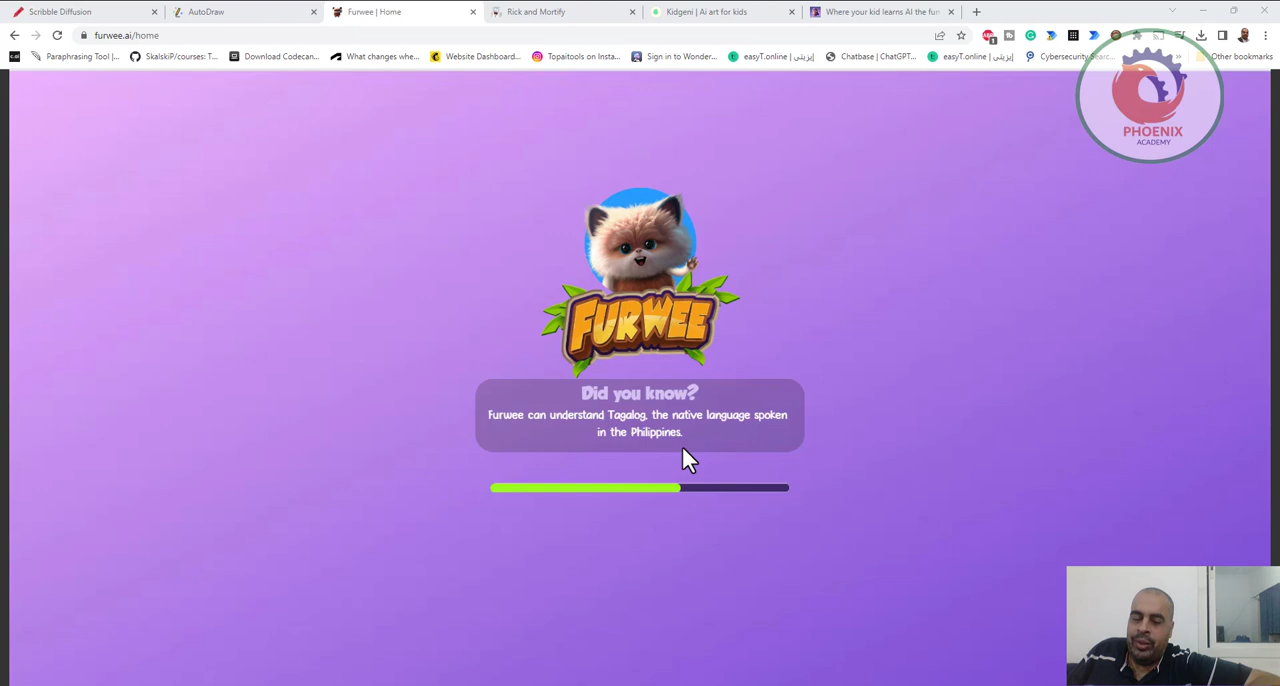 Scribble Diffusion
AutoDraw
Furwee | Home
Rick and Mortify
Kidgeni | Ai art for kids
Where your kid learns AI the fun
furwee.ai/home
Paraphrasing Tool |...
SkalskiP/courses: T...
Download Codecan...
What changes whe...
Website Dashboard...
Topaitools on Insta...
Sign in to Wonder...
easyT.online | إيزيتي
Chatbase | ChatGPT...
easyT.online | إيزيتي
Other bookmarks
PHOENIX
ACADEMY
FURWEE
Did you know?
Furwee can understand Tagalog, the native language spoken
in the Philippines.